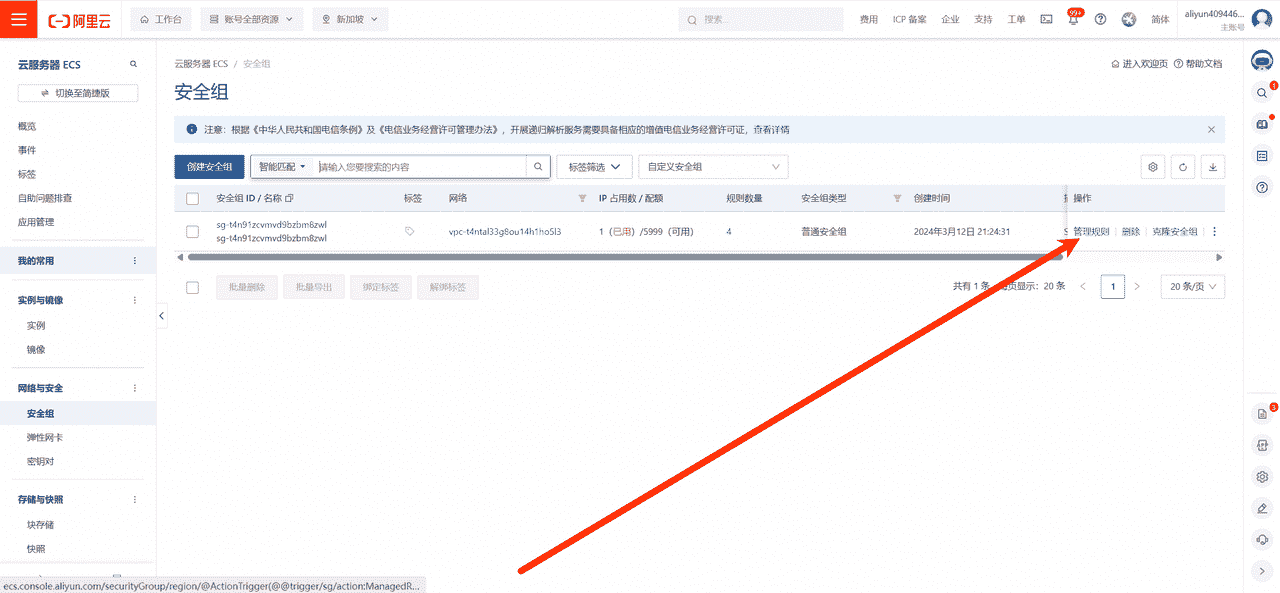 阿里云
工作台
账号全部资源
新加坡
搜索...
费用
ICP 备案
企业
支持
工单
99+
简体
aliyun409446...
主账号
云服务器 ECS
切换至简捷版
概览
事件
标签
自助问题排查
应用管理
我的常用
实例与镜像
实例
镜像
网络与安全
安全组
弹性网卡
密钥对
存储与快照
块存储
快照
云服务器 ECS / 安全组
进入欢迎页
帮助文档
安全组
注意：根据《中华人民共和国电信条例》及《电信业务经营许可管理办法》，开展递归解析服务需要具备相应的增值电信业务经营许可证，查看详情
创建安全组
智能匹配
请输入您要搜索的内容
标签筛选
自定义安全组
安全组 ID / 名称
标签
网络
IP 占用数 / 配额
规则数量
安全组类型
创建时间
操作
sg-t4n91zcvmvd9bzbm8zwl
sg-t4n91zcvmvd9bzbm8zwl
vpc-t4ntal33g8ou14h1ho5l3
1（已用）/5999（可用）
4
普通安全组
2024年3月12日 21:24:31
管理规则
删除
克隆安全组
批量删除
批量导出
绑定标签
解绑标签
共有 1 条
页显示：20 条
1
20 条/页
1
3
ecs.console.aliyun.com/securityGroup/region/@ActionTrigger(@@trigger/sg/action:ManagedR...